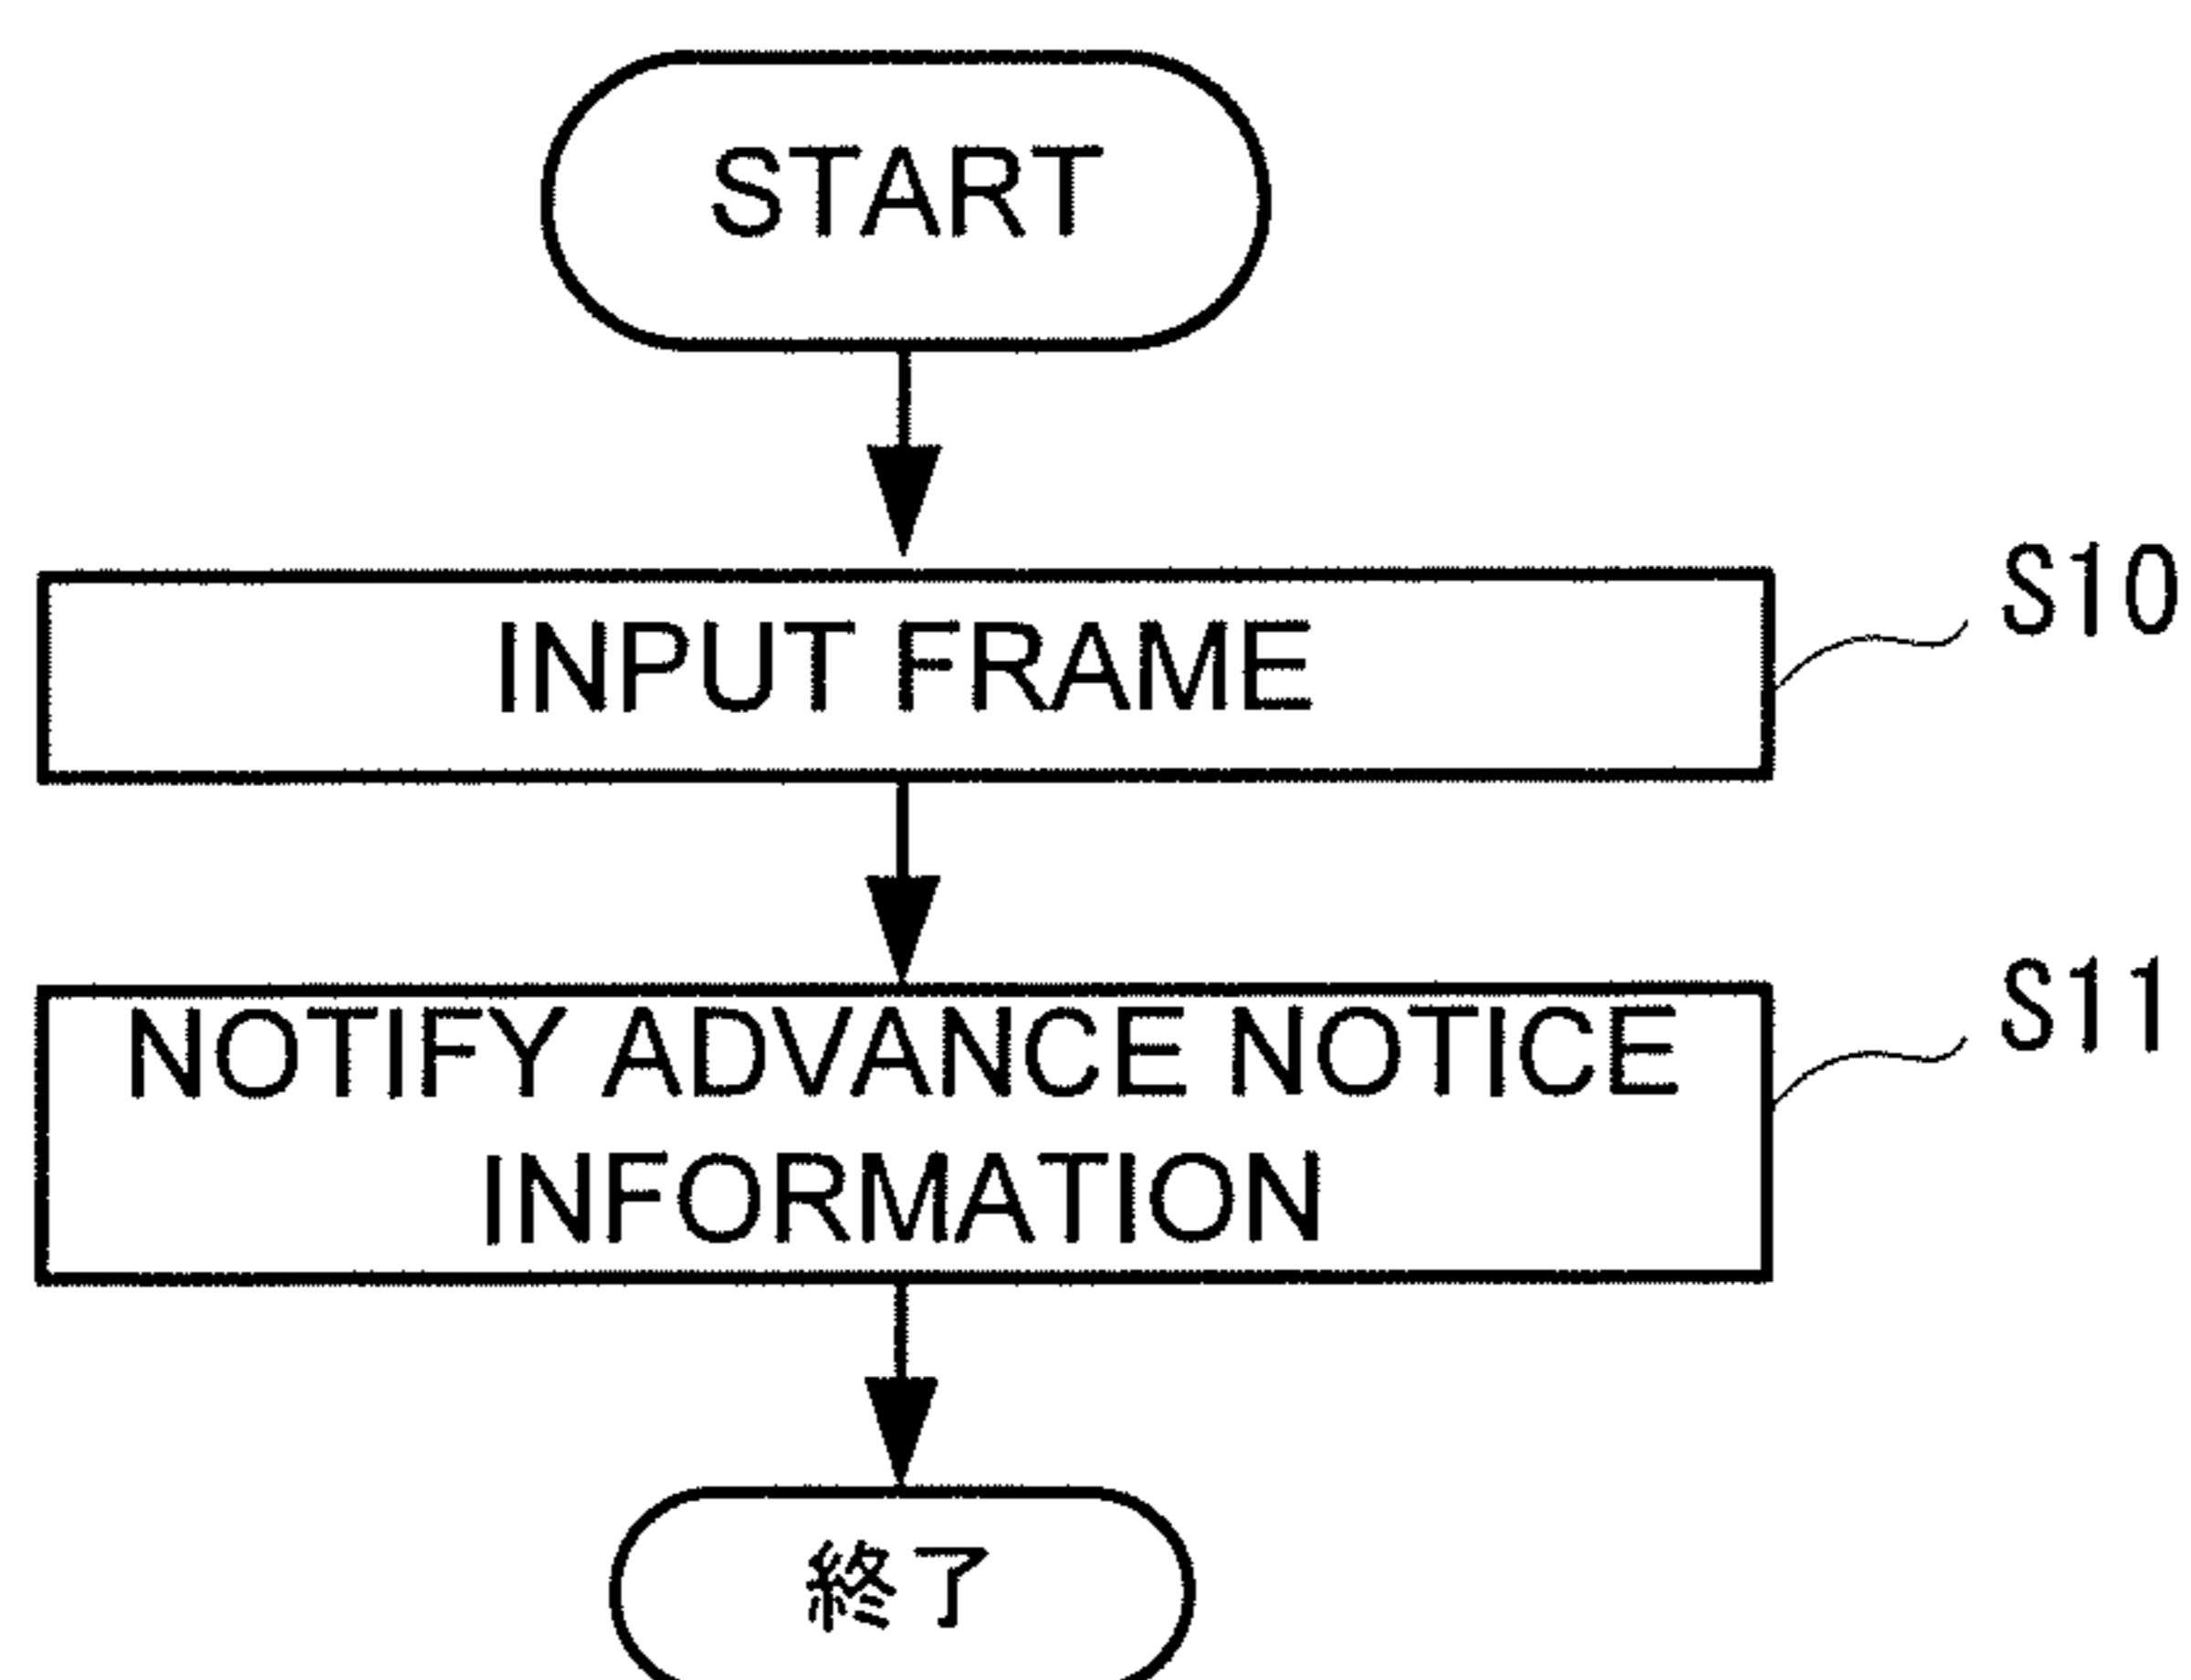 START
INPUT FRAME
S10
NOTIFY ADVANCE NOTICE
INFORMATION
S11
終了